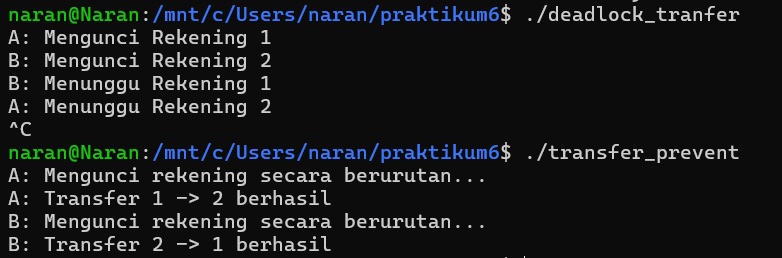 naran@Naran:/mnt/c/Users/naran/praktikum6$ ./deadlock_tranfer
A: Mengunci Rekening 1
B: Mengunci Rekening 2
B: Menunggu Rekening 1
A: Menunggu Rekening 2
^C
naran@Naran:/mnt/c/Users/naran/praktikum6$ ./transfer_prevent
A: Mengunci rekening secara berurutan...
A: Transfer 1 -> 2 berhasil
B: Mengunci rekening secara berurutan...
B: Transfer 2 -> 1 berhasil